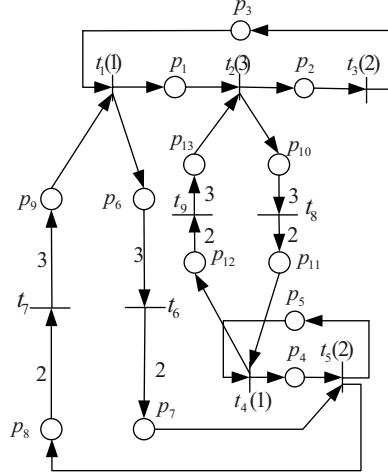 p3
t1(1) p1 t2(3) p2 t3(2)
p13 p10
p9 p6 3 t9 3 t8
3 3 2 2
p12 p11
t7 t6 p5
2 2 p4 t5(2)
t4(1)
p8 p7